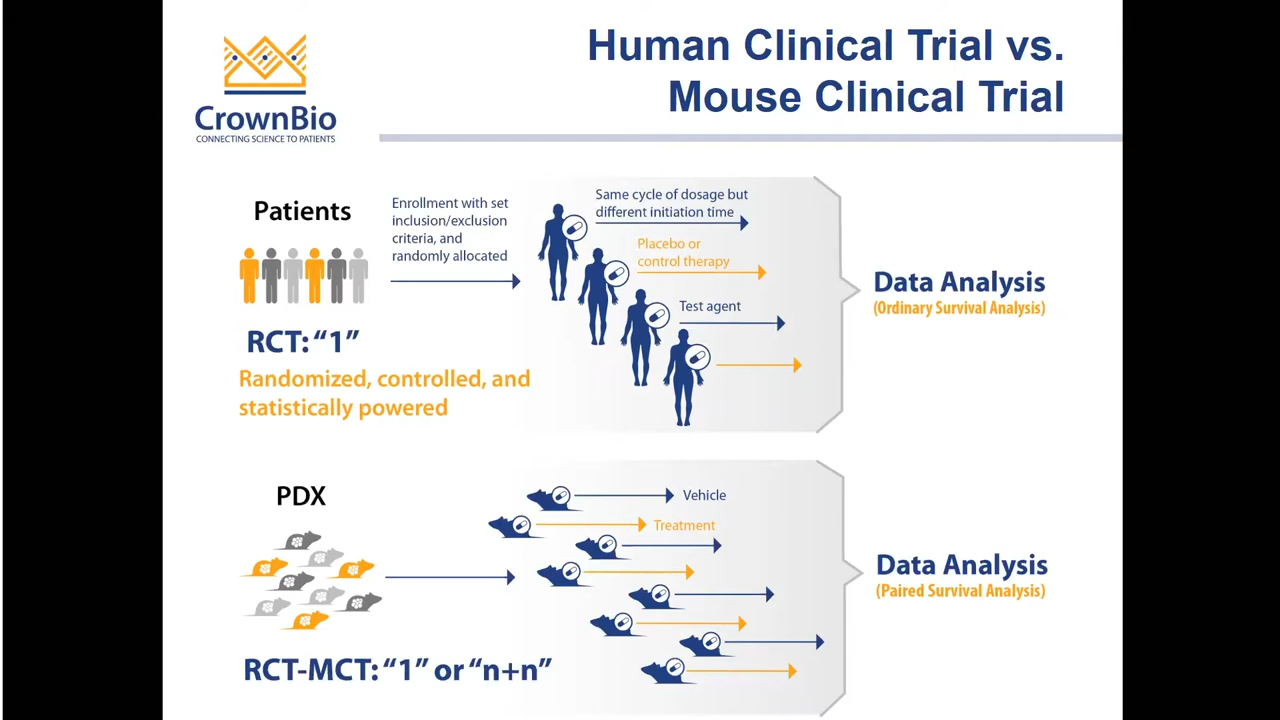 Human Clinical Trial vs.
Mouse Clinical Trial
CrownBio
CONNECTING SCIENCE TO PATIENTS
Patients
Enrollment with set
inclusion/exclusion
criteria, and
randomly allocated
Same cycle of dosage but
different initiation time
Placebo or
control therapy
Test agent
Data Analysis
(Ordinary Survival Analysis)
RCT: “1”
Randomized, controlled, and
statistically powered
PDX
Vehicle
Treatment
Data Analysis
(Paired Survival Analysis)
RCT-MCT: “1” or “n+n”